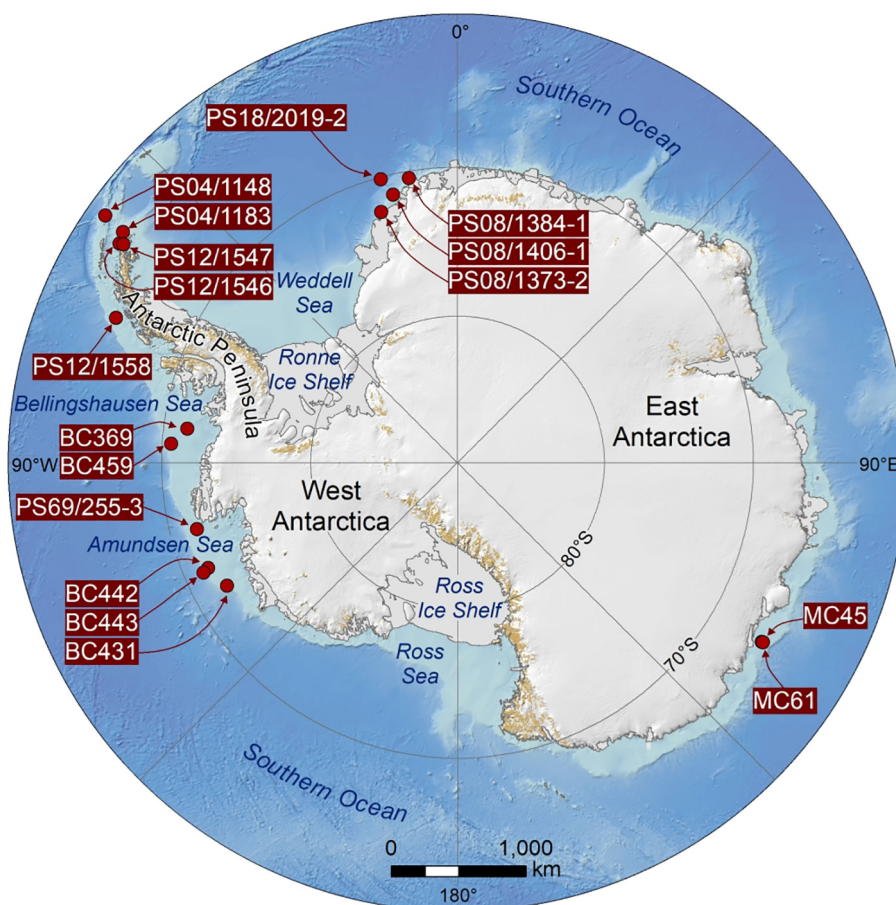 0°
Southern Ocean
PS18/2019-2
PS04/1148
PS04/1183
PS08/1384-1
PS12/1547
PS08/1406-1
PS12/1546
PS08/1373-2
Weddell
Sea
Antarctic Peninsula
PS12/1558
Ronne
Ice Shelf
Bellingshausen Sea
East
Antarctica
BC369
BC459
90°W
90°E
West
Antarctica
PS69/255-3
Amundsen Sea
80°S
BC442
BC443
BC431
Ross
Ice Shelf
MC45
Ross
Sea
70°S
MC61
Southern Ocean
0
1,000
km
180°